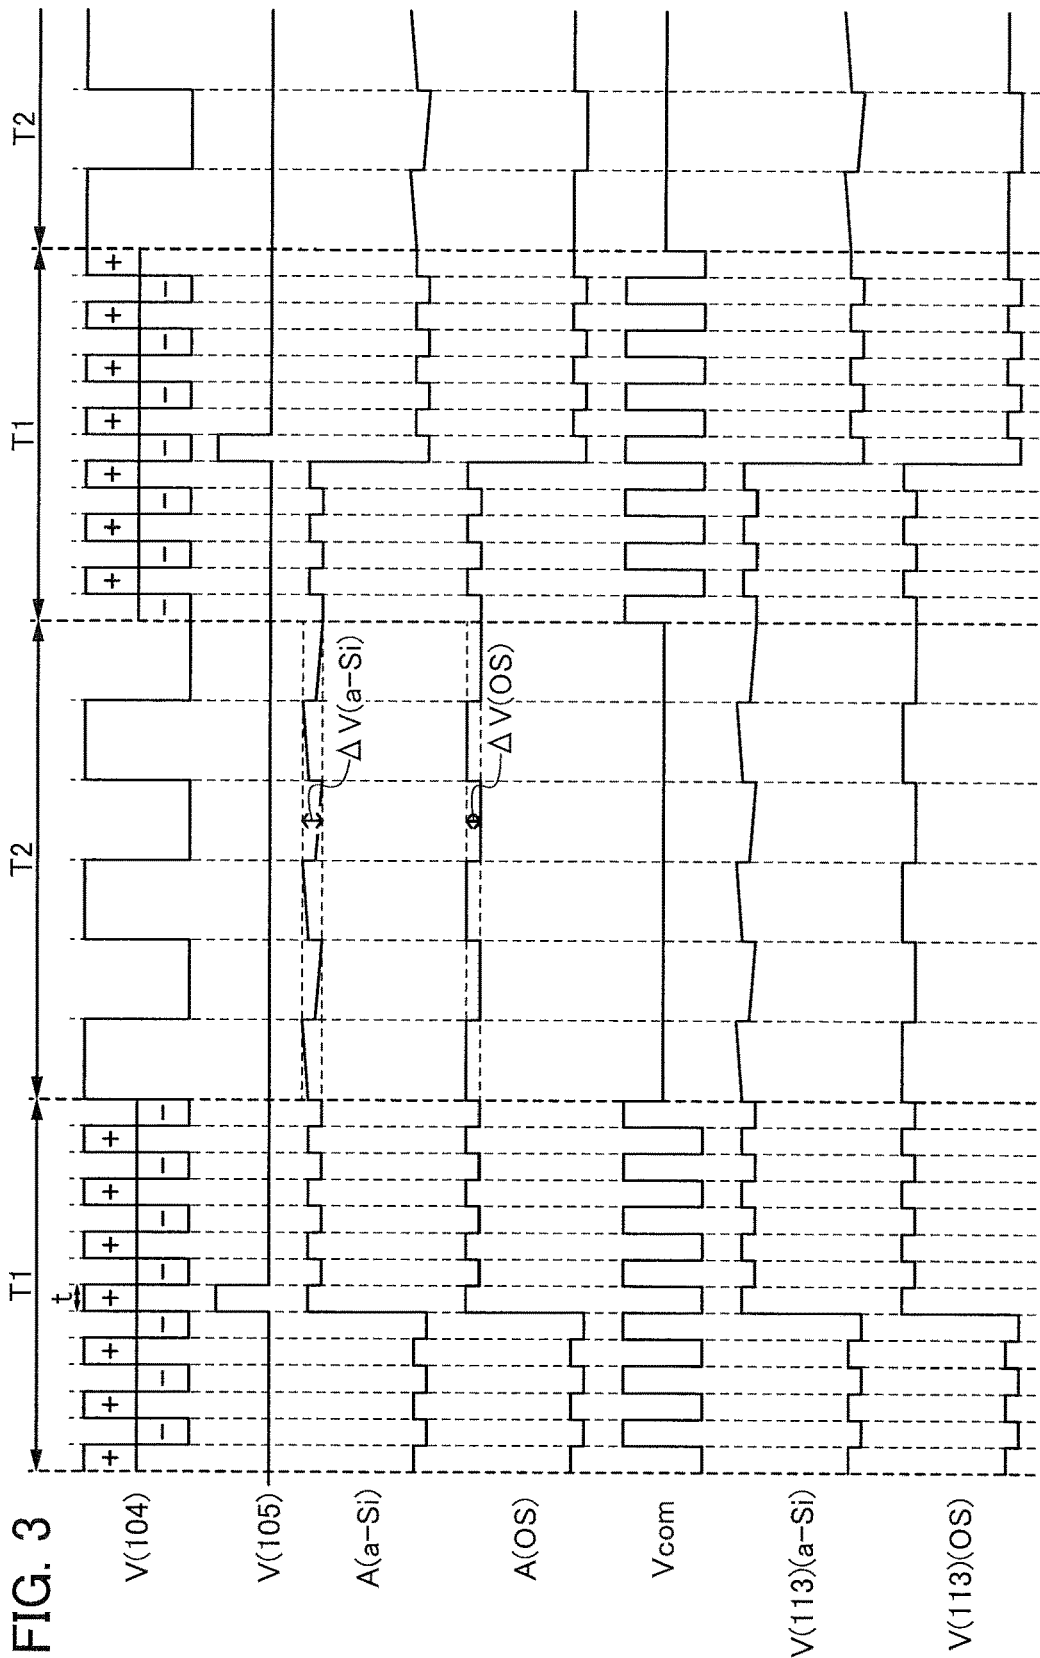 FIG. 3
T1 T2 T1 T2
t
V(104) + − + − + − + − + − + − + − − + − + − + − + − + − + − +
V(105)
A(a-Si)
ΔV(a-Si)
A(OS)
ΔV(OS)
Vcom
V(113)(a-Si)
V(113)(OS)